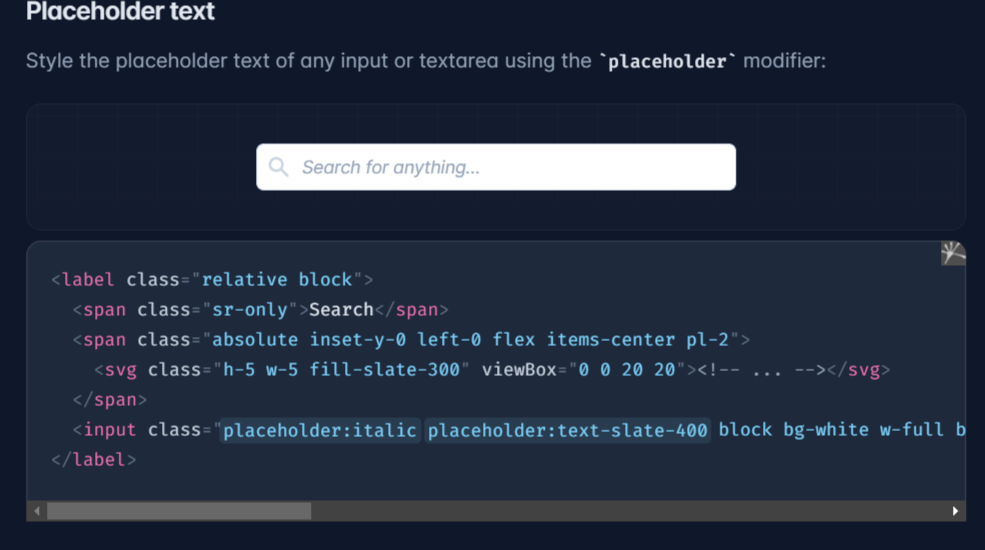 Placeholder text
Style the placeholder text of any input or textarea using the `placeholder` modifier:
Search for anything...
<label class="relative block">
  <span class="sr-only">Search</span>
  <span class="absolute inset-y-0 left-0 flex items-center pl-2">
    <svg class="h-5 w-5 fill-slate-300" viewBox="0 0 20 20"><!-- ... --></svg>
  </span>
  <input class="placeholder:italic placeholder:text-slate-400 block bg-white w-full b
</label>